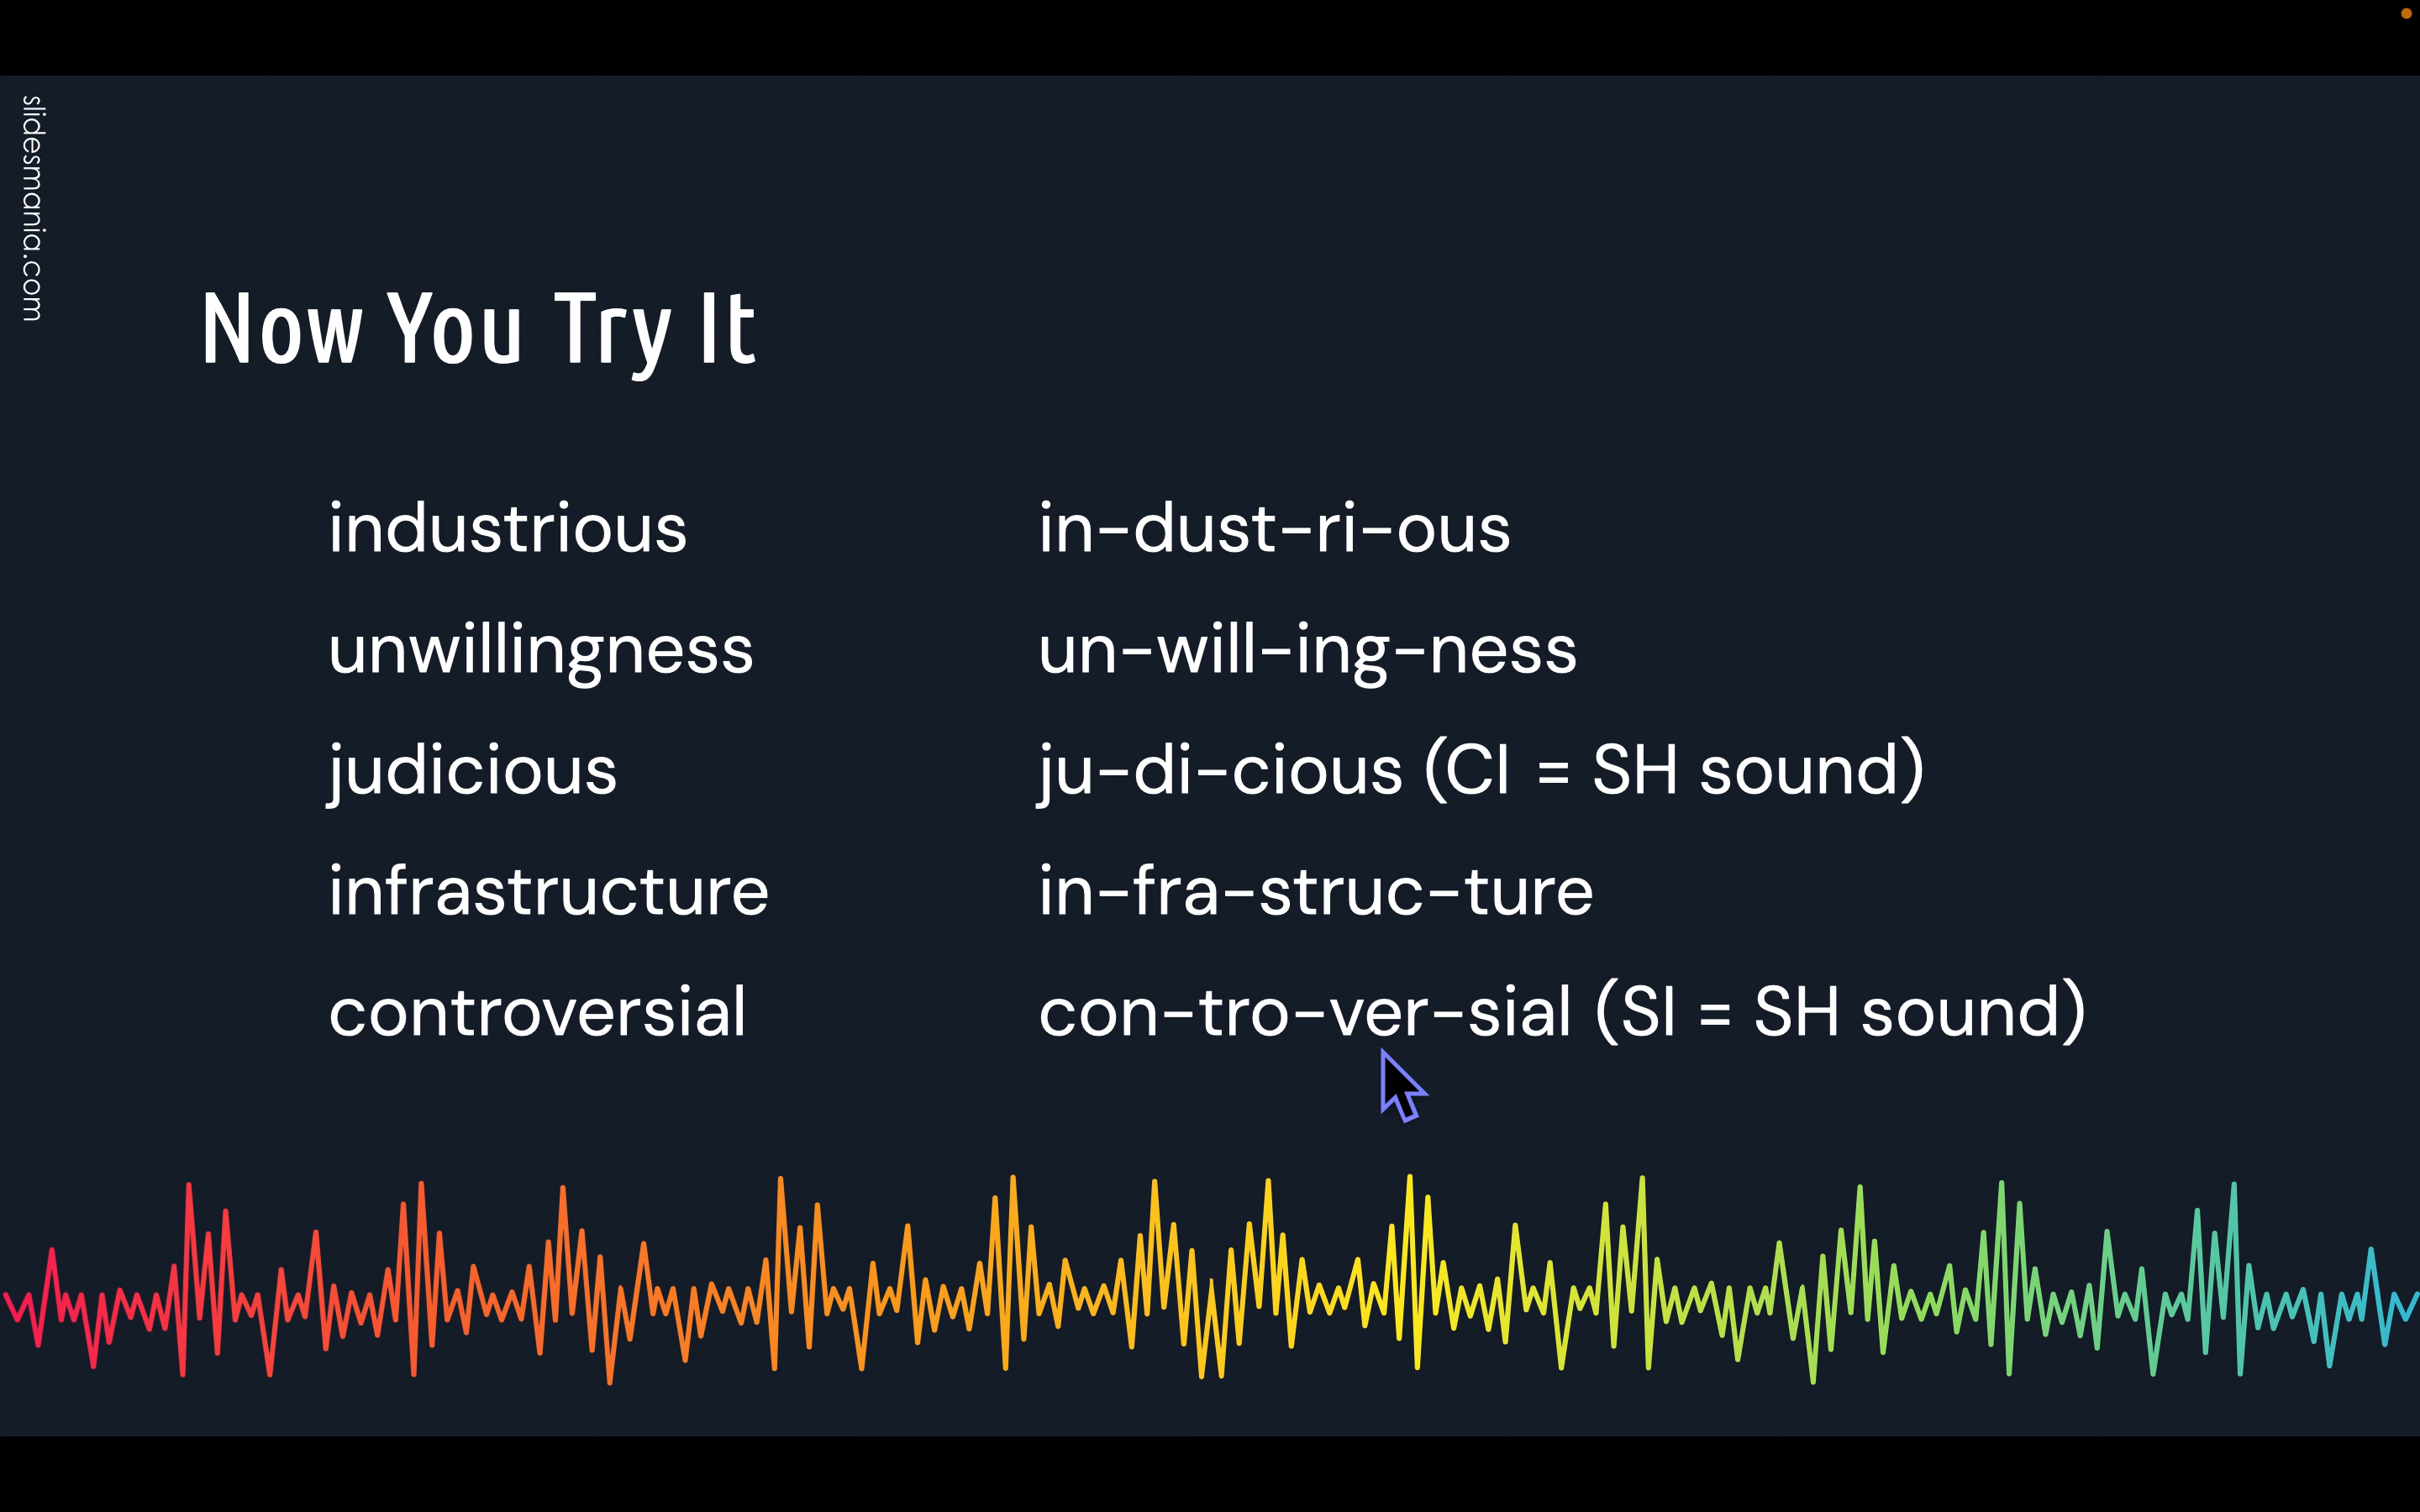 slidesmania.com
Now You Try It
industrious in-dust-ri-ous
unwillingness un-will-ing-ness
judicious ju-di-cious (CI = SH sound)
infrastructure in-fra-struc-ture
controversial con-tro-ver-sial (SI = SH sound)